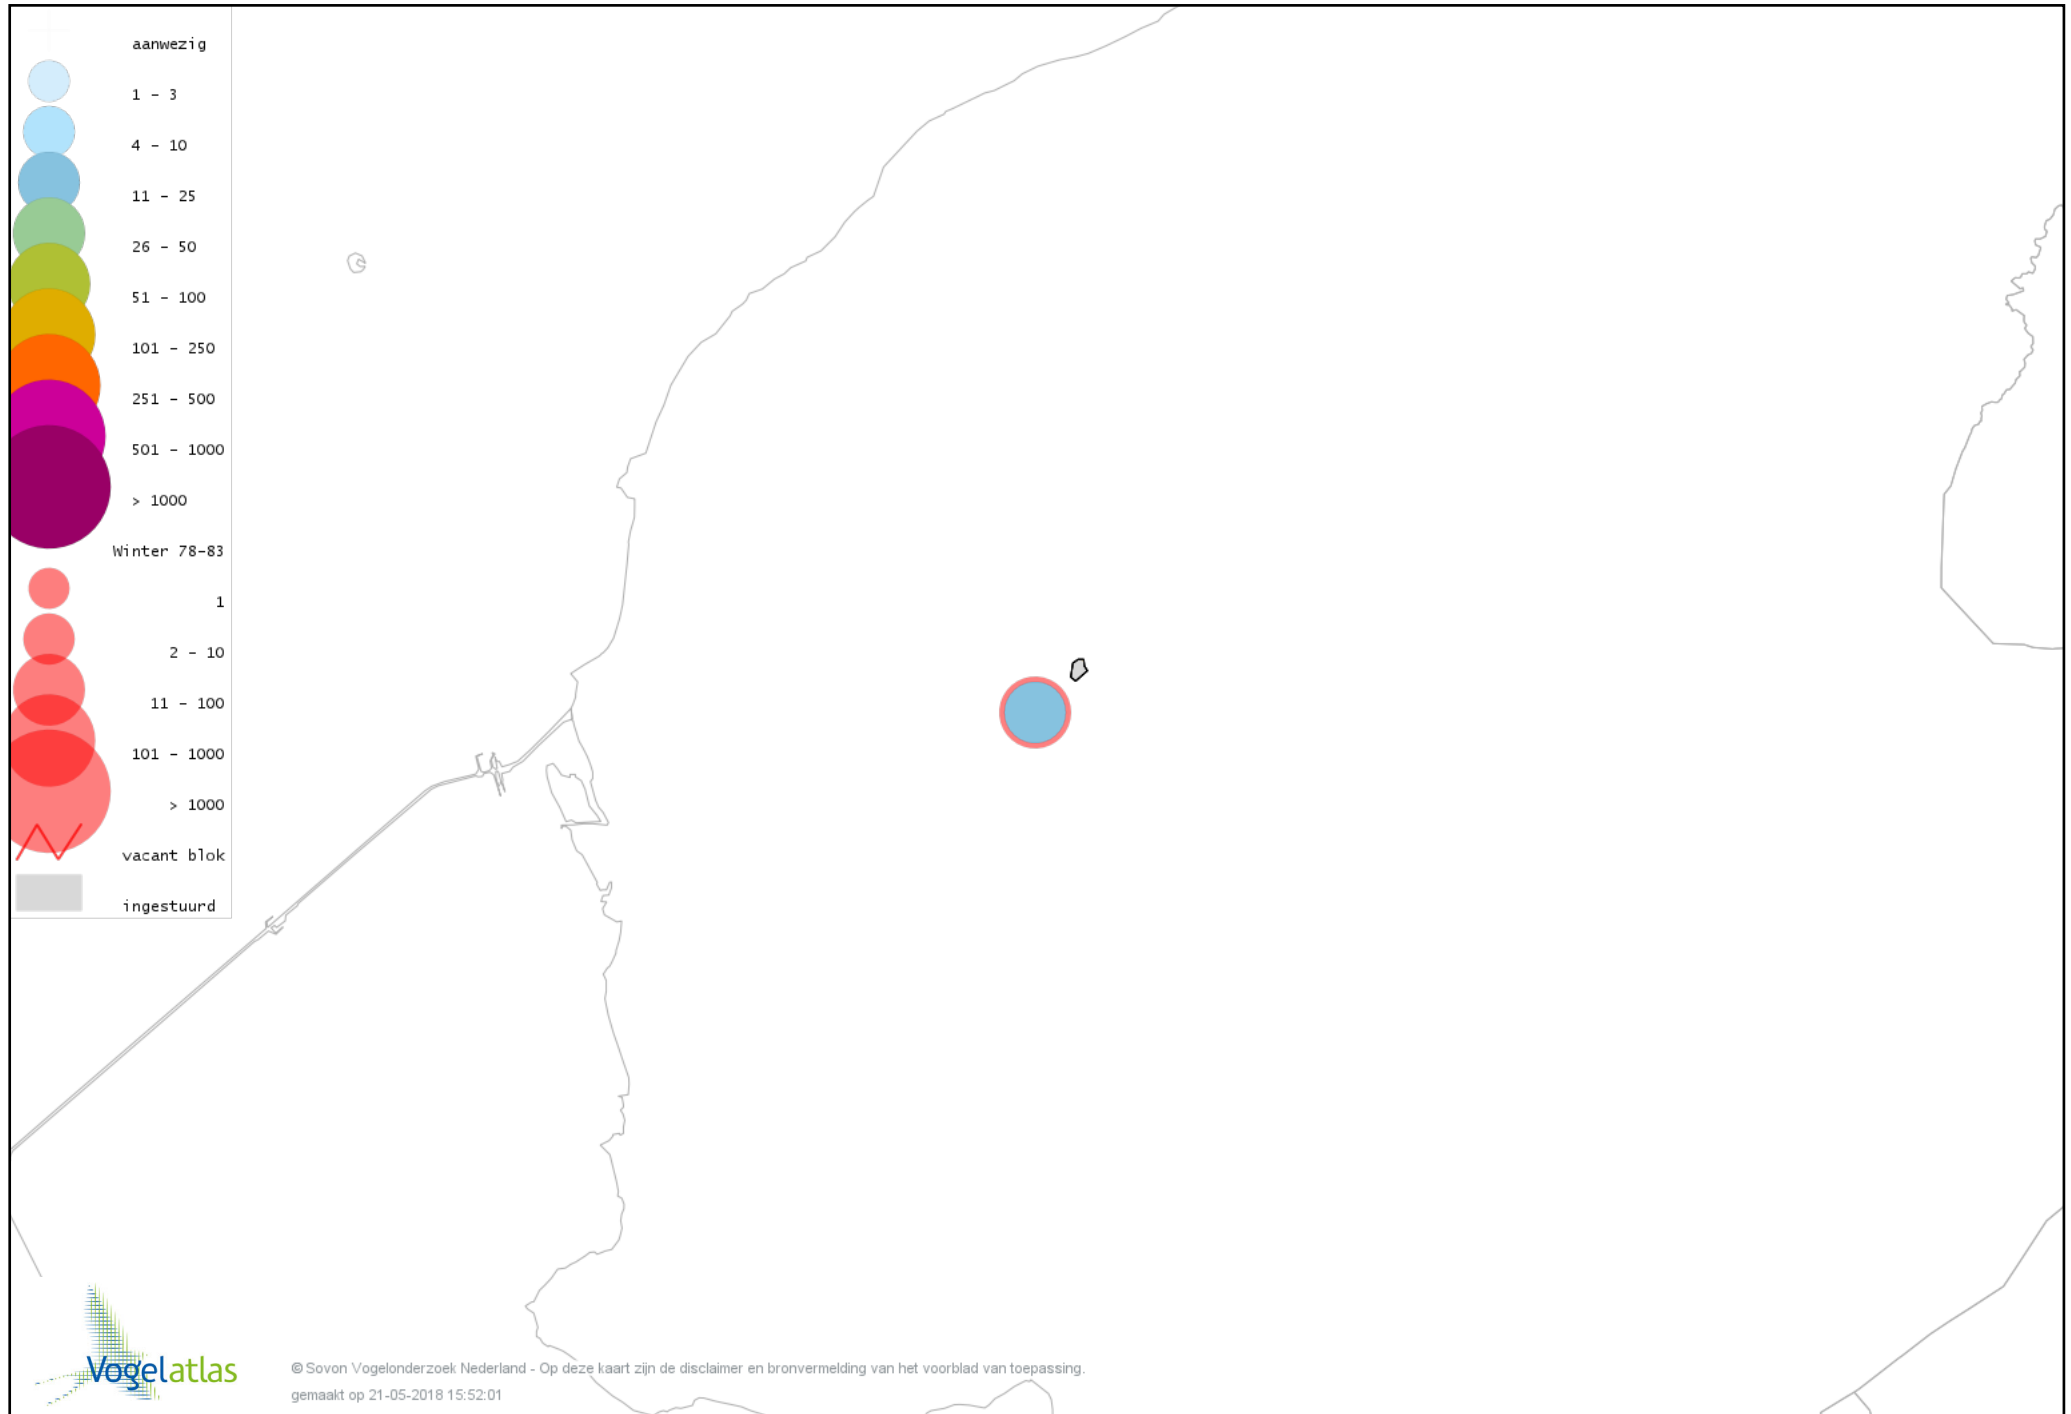 aanwezig
1 - 3
4 - 10
11 - 25
26 - 50
51 - 100
101 - 250
251 - 500
501 - 1000
> 1000
Winter 78-83
1
2 - 10
11 - 100
101 - 1000
> 1000
vacant blok
ingestuurd
Vogelatlas
© Sovon Vogelonderzoek Nederland - Op deze kaart zijn de disclaimer en bronvermelding van het voorblad van toepassing.
gemaakt op 21-05-2018 15:52:01